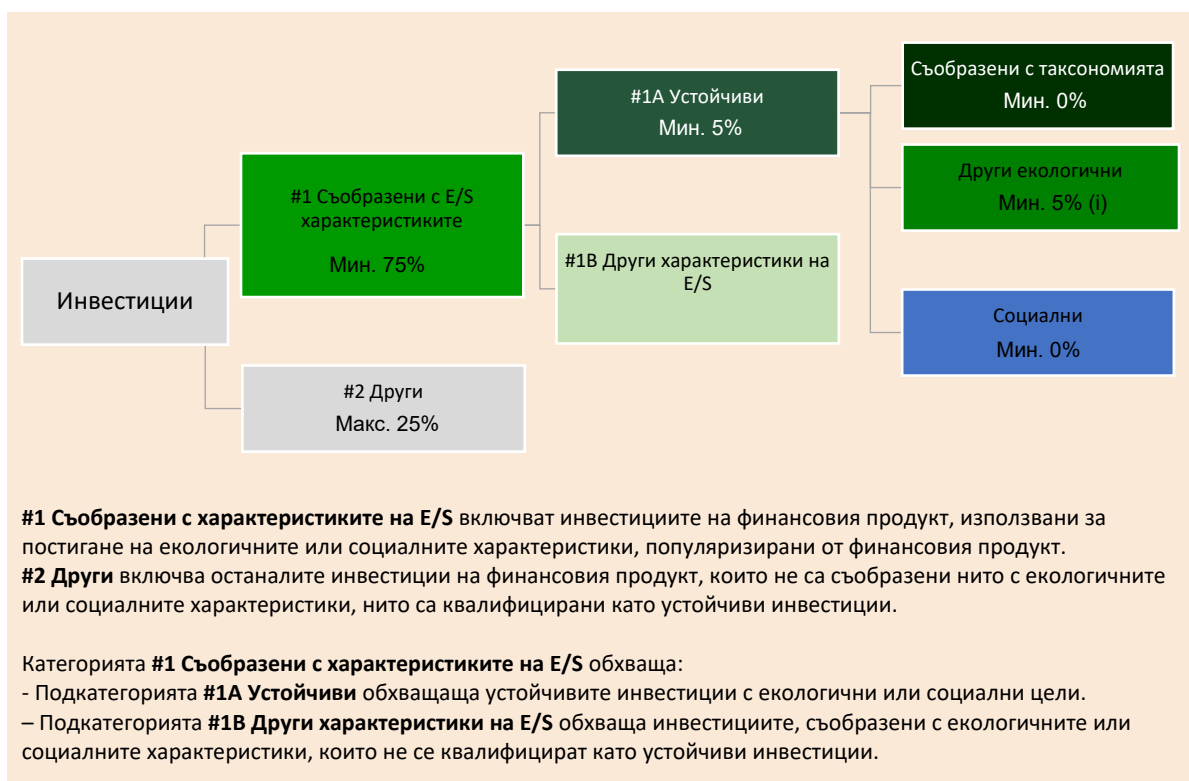 Инвестиции
#1 Съобразени с E/S
характеристиките
Мин. 75%
#2 Други
Макс. 25%
#1A Устойчиви
Мин. 5%
#1B Други характеристики на
E/S
Съобразени с таксономията
Мин. 0%
Други екологични
Мин. 5% (i)
Социални
Мин. 0%
#1 Съобразени с характеристиките на E/S включват инвестициите на финансовия продукт, използвани за
постигане на екологичните или социалните характеристики, популяризирани от финансовия продукт.
#2 Други включва останалите инвестиции на финансовия продукт, които не са съобразени нито с екологичните
или социалните характеристики, нито са квалифицирани като устойчиви инвестиции.
Категорията #1 Съобразени с характеристиките на E/S обхваща:
- Подкатегорията #1A Устойчиви обхващаща устойчивите инвестиции с екологични или социални цели.
– Подкатегорията #1B Други характеристики на E/S обхваща инвестициите, съобразени с екологичните или
социалните характеристики, които не се квалифицират като устойчиви инвестиции.